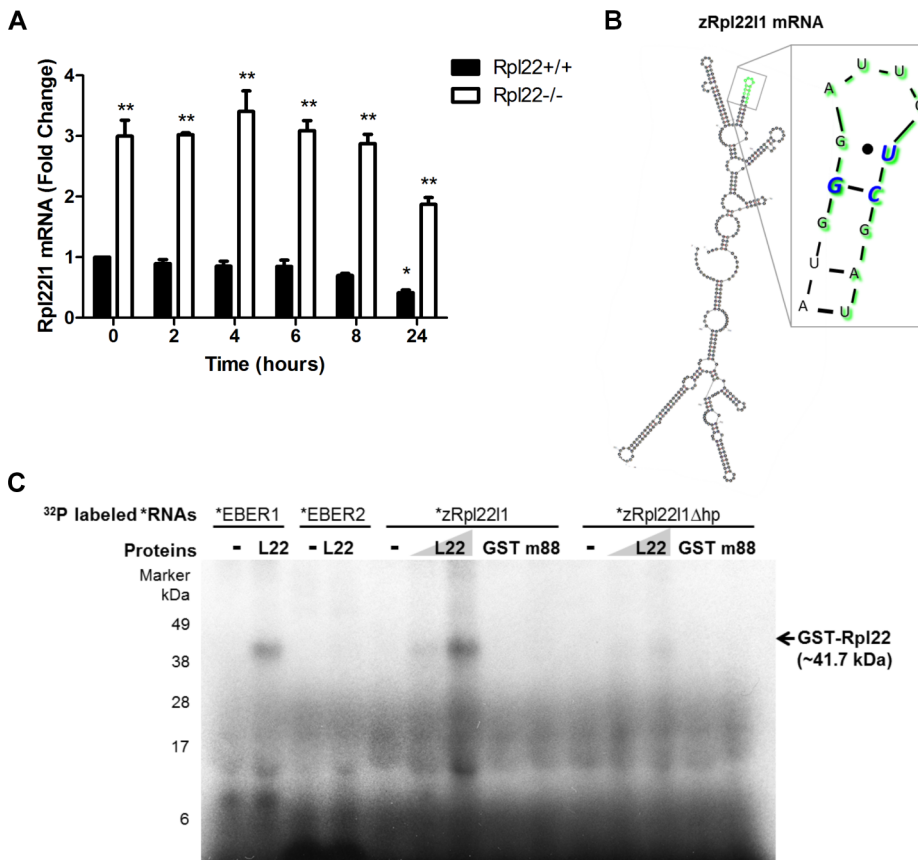 A
Rpl22l1 mRNA (Fold Change)
4
3
2
1
0
** ** ** ** ** * **
Rpl22+/+
Rpl22-/-
0 2 4 6 8 24
Time (hours)
B
zRpl22l1 mRNA
A U U
G U
G C
G G
U A
A U
C
32P labeled *RNAs *EBER1 *EBER2 *zRpl22l1 *zRpl22l1Δhp
Proteins - L22 - L22 - L22 GST m88 - L22 GST m88
Marker
kDa
49
38
28
17
6
GST-Rpl22
(~41.7 kDa)